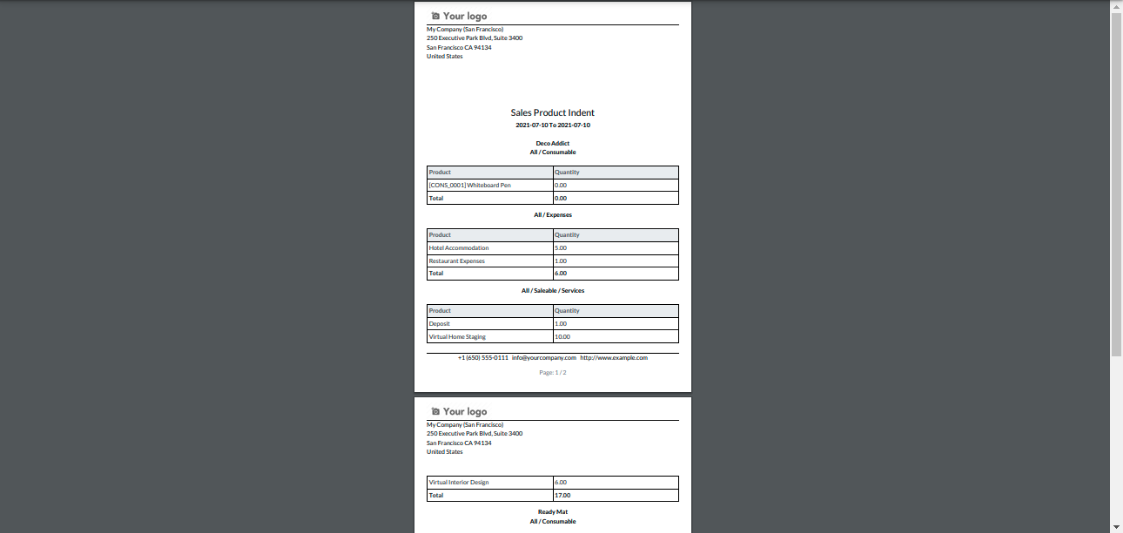 Your logo
My Company (San Francisco)
250 Executive Park Blvd, Suite 3400
San Francisco CA 94134
United States
Sales Product Indent
2021-07-10 To 2021-07-10
Deco Addict
All / Consumable
Product Quantity
[CONS_0001] Whiteboard Pen 0.00
Total 0.00
All / Expenses
Product Quantity
Hotel Accommodation 5.00
Restaurant Expenses 1.00
Total 6.00
All / Saleable / Services
Product Quantity
Deposit 1.00
Virtual Home Staging 10.00
+1 (650) 555-0111 info@yourcompany.com http://www.example.com
Page: 1 / 2
Your logo
My Company (San Francisco)
250 Executive Park Blvd, Suite 3400
San Francisco CA 94134
United States
Virtual Interior Design 6.00
Total 17.00
Ready Mat
All / Consumable